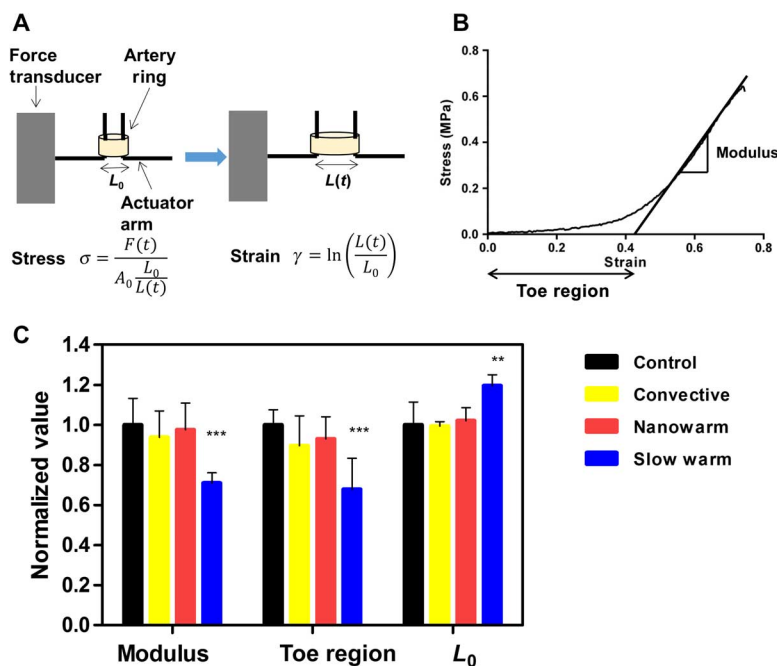 A
Force
transducer
Artery
ring
L₀
Actuator
arm
L(t)
Stress σ = F(t) / (A₀ L₀/L(t))
Strain γ = ln(L(t)/L₀)
B
Stress (MPa)
0.8
0.6
0.4
0.2
0.0
0.0 0.2 0.4 0.6 0.8
Strain
Modulus
Toe region
C
Normalized value
1.4
1.2
1.0
0.8
0.6
0.4
0.2
0.0
***
***
**
Modulus Toe region L₀
Control
Convective
Nanowarm
Slow warm